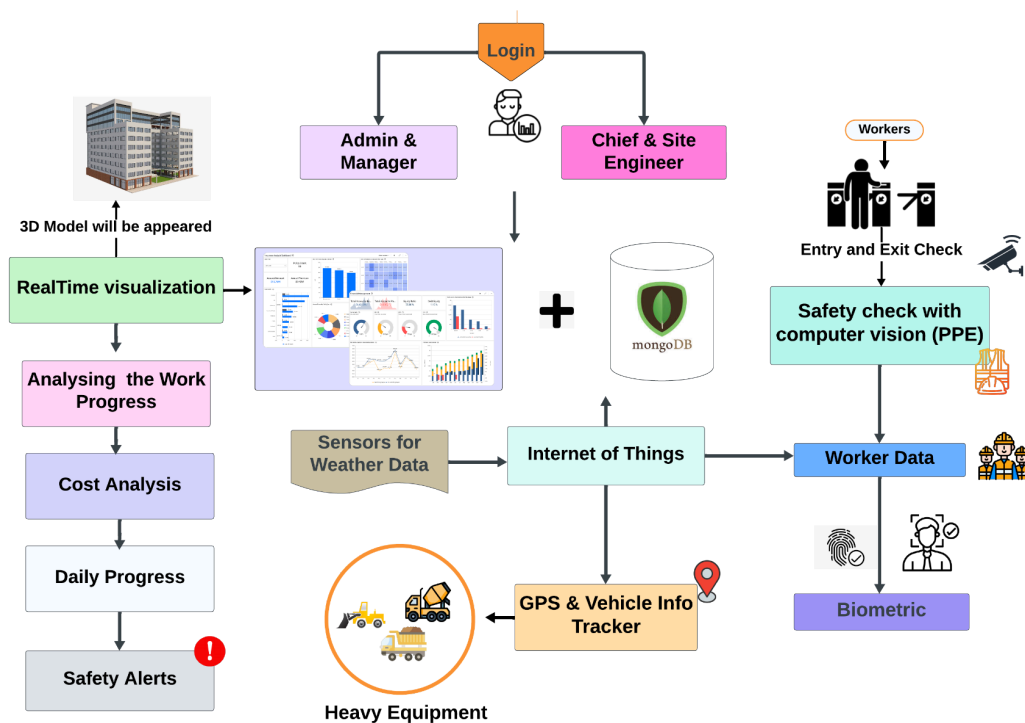 Login
Admin &
Manager
Chief & Site
Engineer
Workers
3D Model will be appeared
Entry and Exit Check
RealTime visualization
mongoDB
Safety check with
computer vision (PPE)
Analysing the Work
Progress
Sensors for
Weather Data
Internet of Things
Worker Data
Cost Analysis
Daily Progress
GPS & Vehicle Info
Tracker
Biometric
Safety Alerts
Heavy Equipment